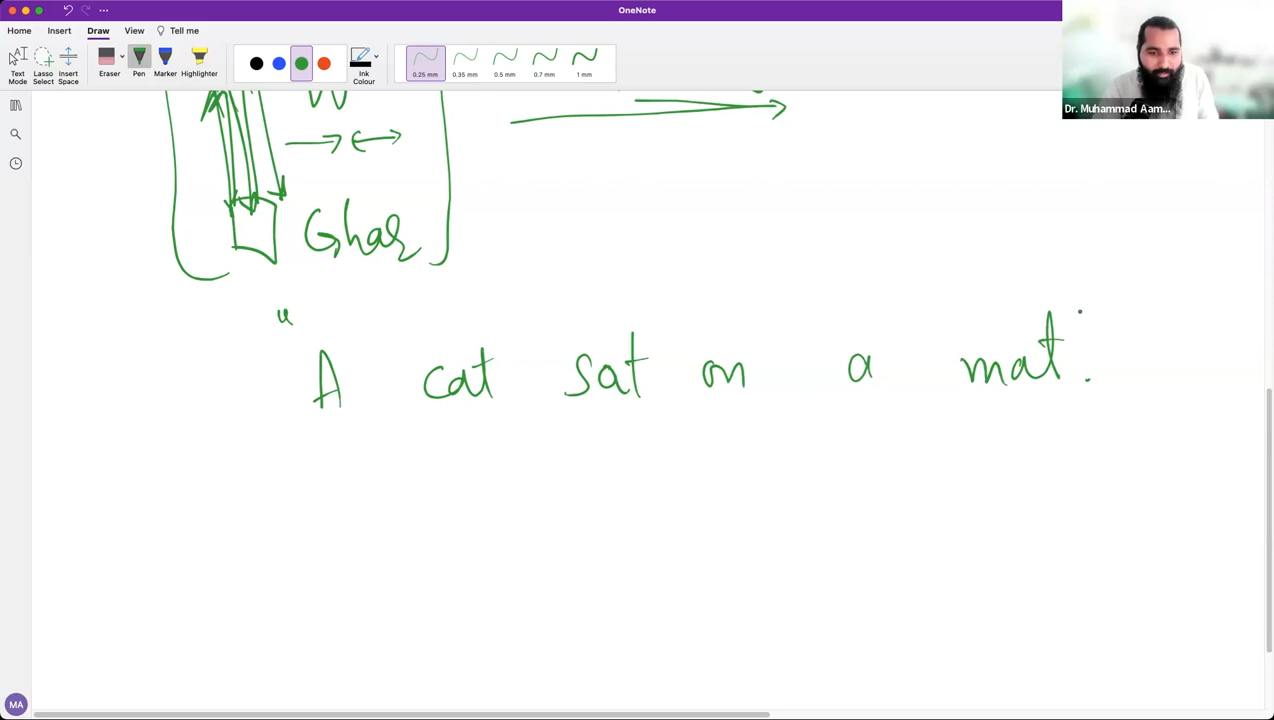 OneNote
Home Insert Draw View Tell me
Text Mode Lasso Select Insert Space Eraser Pen Marker Highlighter Ink Colour 0.25 mm 0.35 mm 0.5 mm 0.7 mm 1 mm
Dr. Muhammad Aam...
Ghar
" A cat sat on a mat.
MA